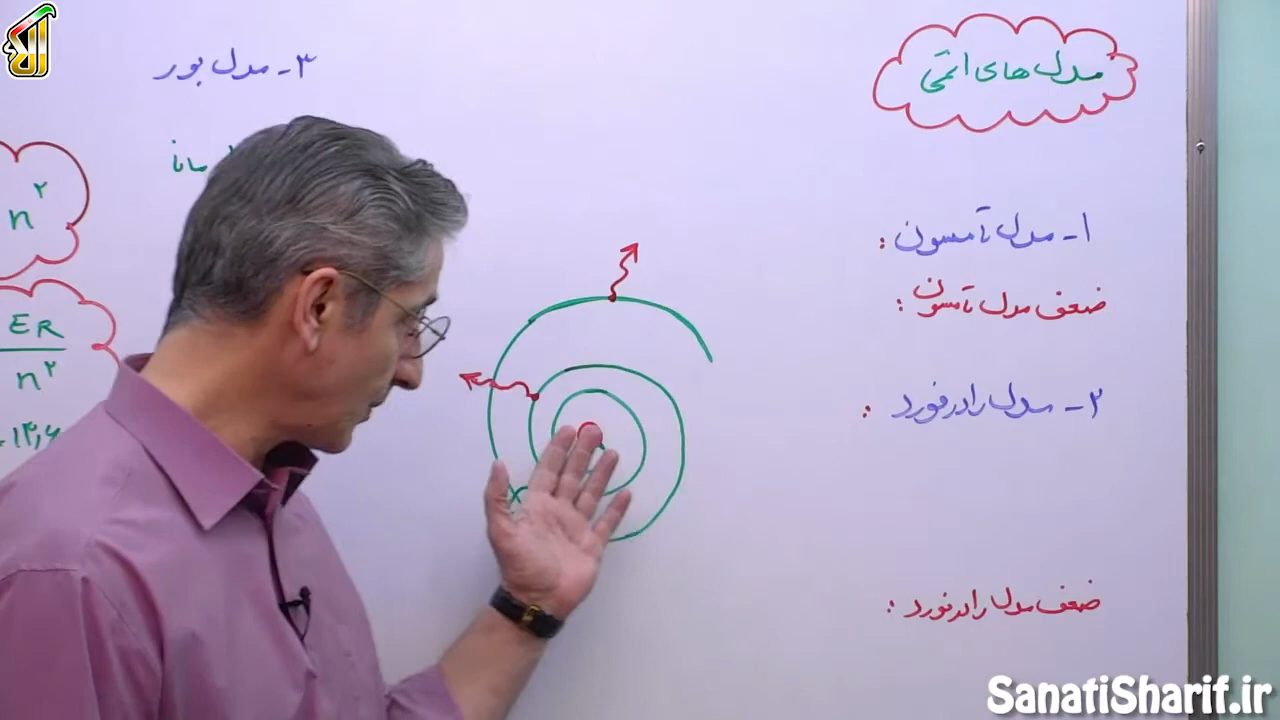 مدل های اتمی
۱- مدل تامسون :
ضعف مدل تامسون :
۲- مدل رادرفورد :
ضعف مدل رادرفورد :
۳- مدل بور
n²
E_R
n²
۱۳٫۶
SanatiSharif.ir